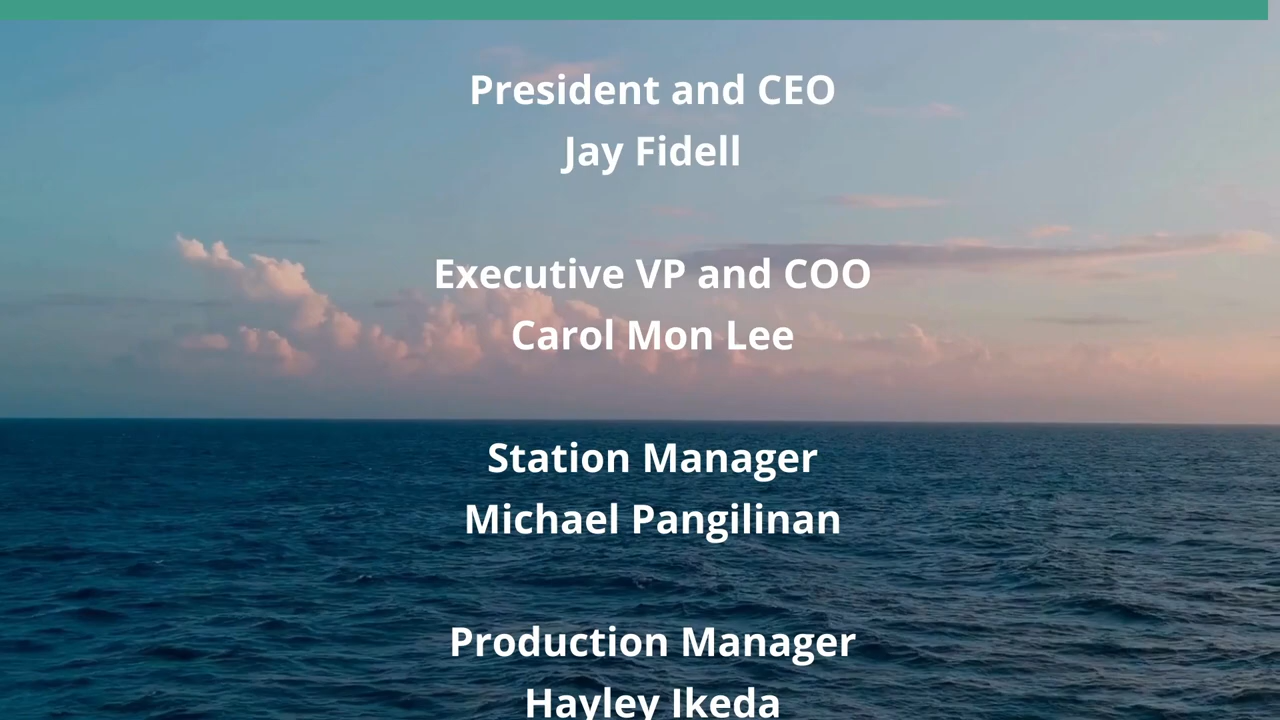 President and CEO
Jay Fidell
Executive VP and COO
Carol Mon Lee
Station Manager
Michael Pangilinan
Production Manager
Hayley Ikeda